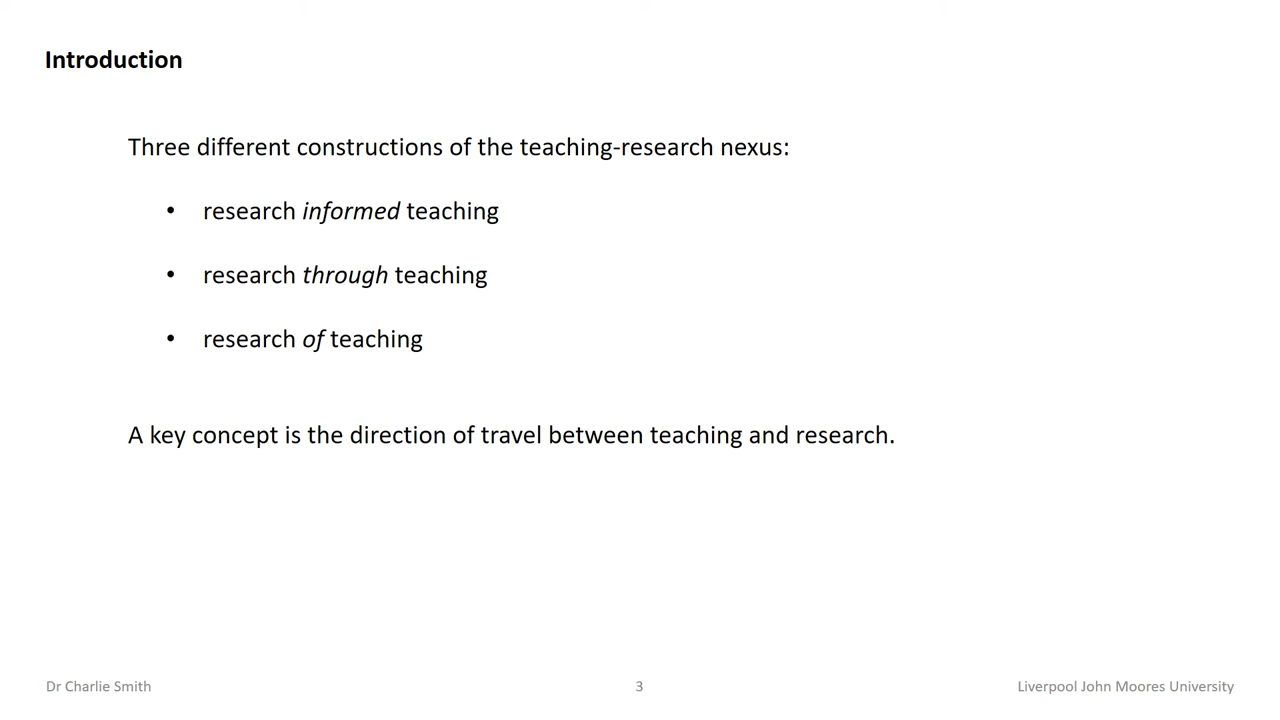 Introduction
Three different constructions of the teaching-research nexus:
• research informed teaching
• research through teaching
• research of teaching
A key concept is the direction of travel between teaching and research.
Dr Charlie Smith
3
Liverpool John Moores University